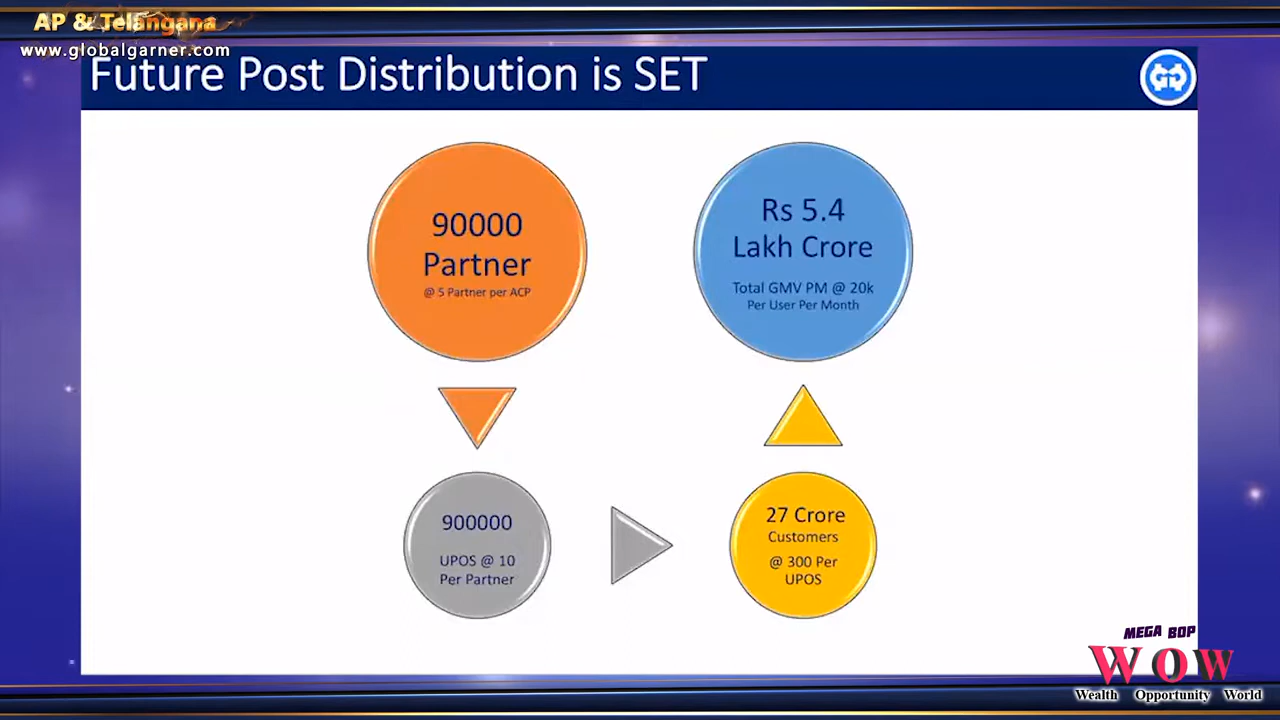 AP & Telangana
www.globalgarner.com
Future Post Distribution is SET
90000
Partner
@ 5 Partner per ACP
900000
UPOS @ 10
Per Partner
27 Crore
Customers
@ 300 Per
UPOS
Rs 5.4
Lakh Crore
Total GMV PM @ 20k
Per User Per Month
MEGA BOP
WOW
Wealth Opportunity World